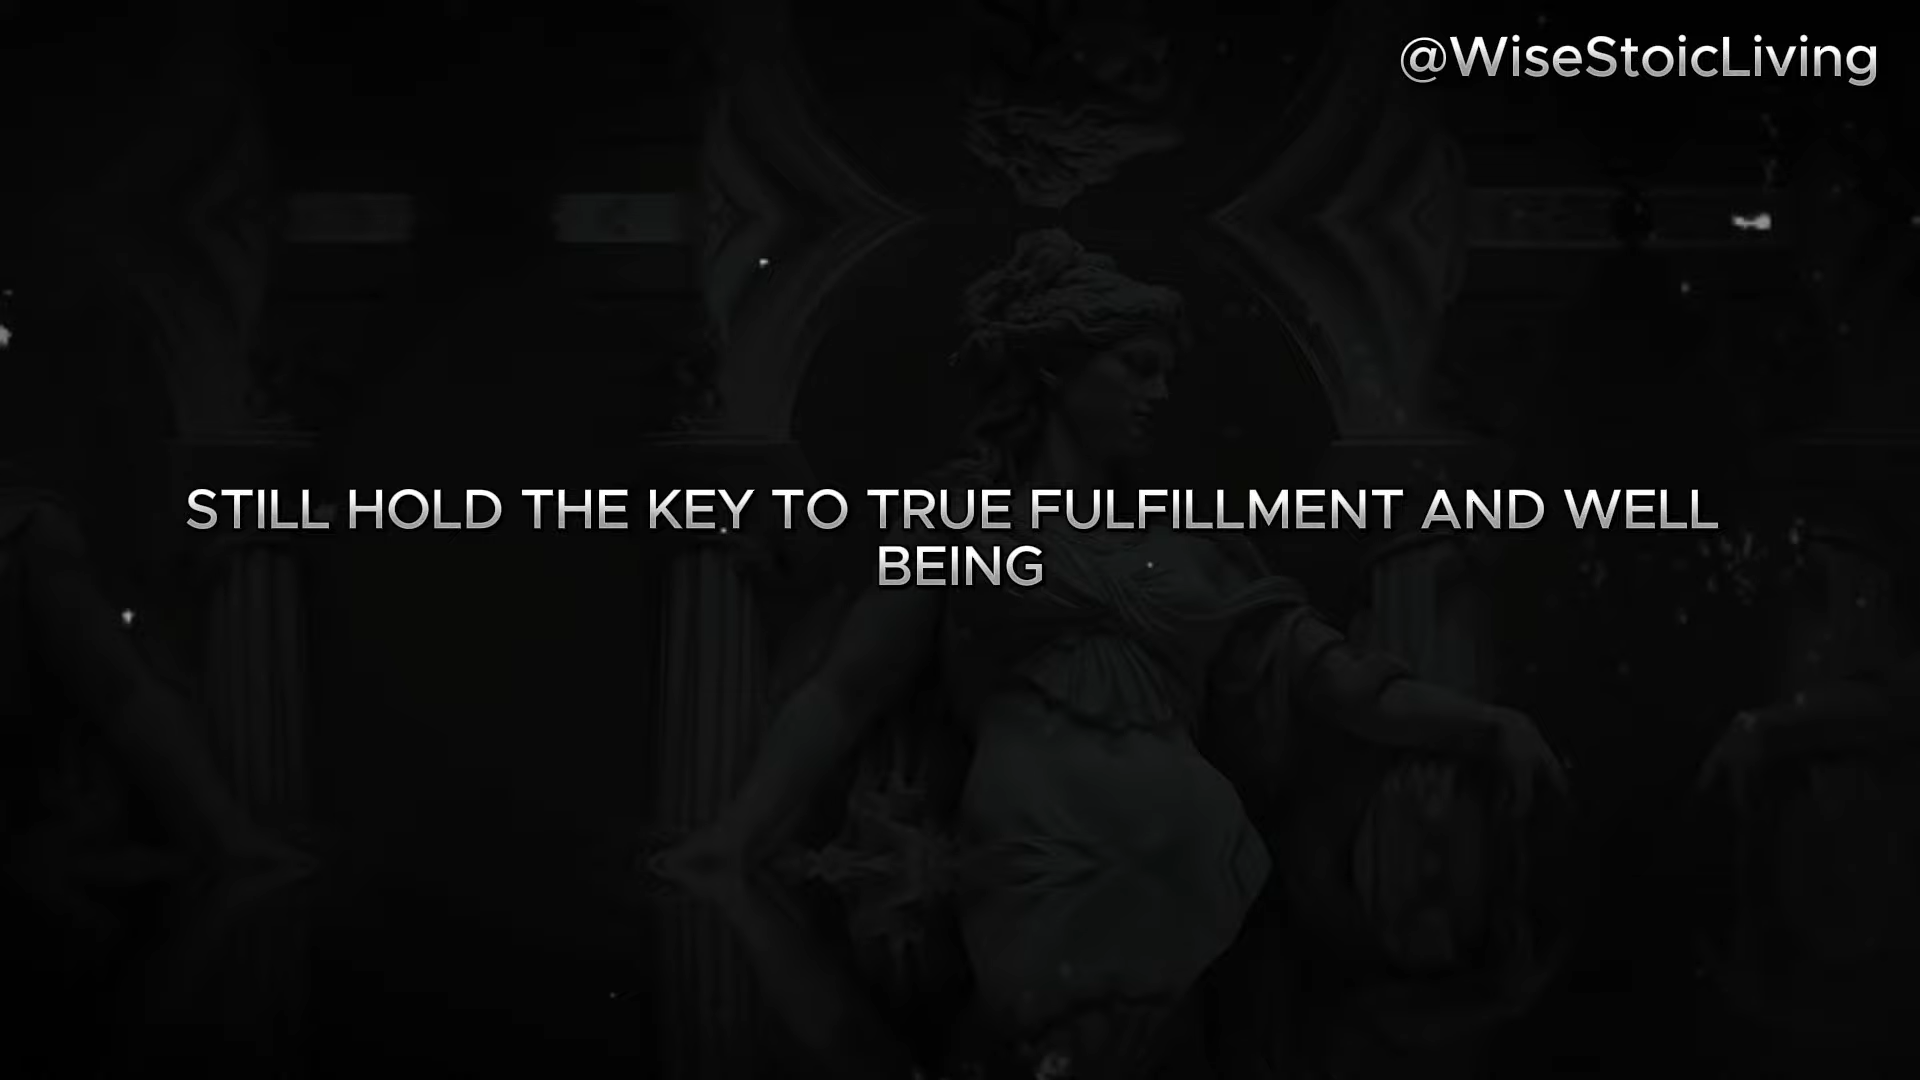 @WiseStoicLiving
STILL HOLD THE KEY TO TRUE FULFILLMENT AND WELL
BEING